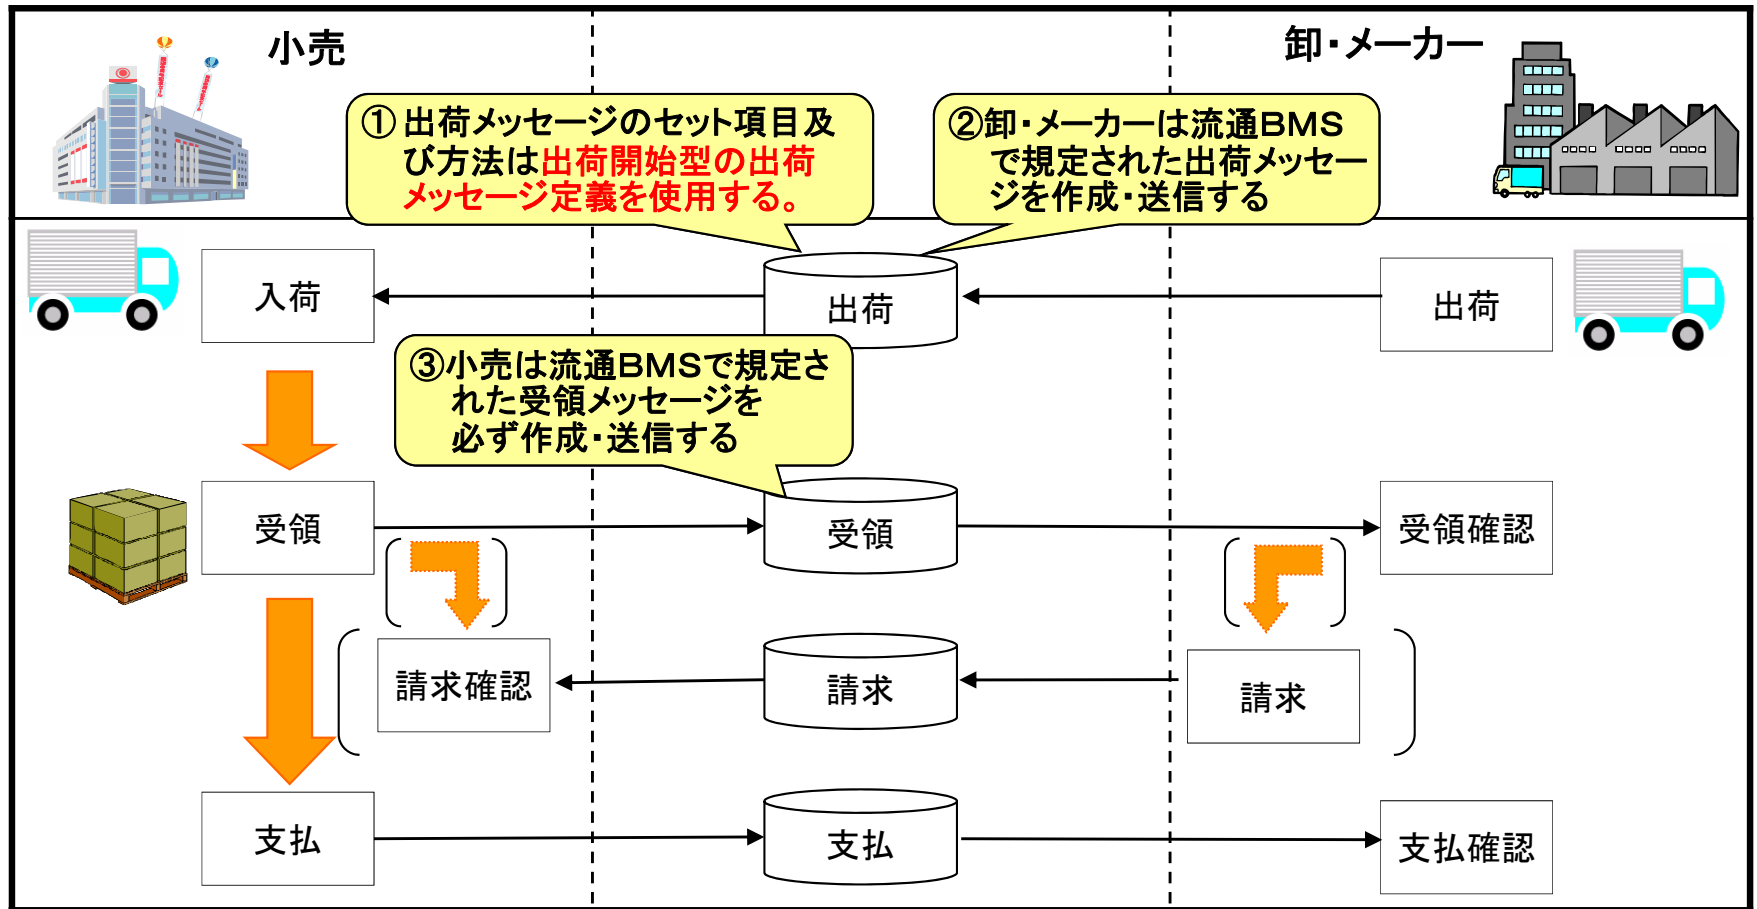 小売
卸・メーカー
①出荷メッセージのセット項目及
び方法は出荷開始型の出荷
メッセージ定義を使用する。
②卸・メーカーは流通ＢＭＳ
で規定された出荷メッセー
ジを作成・送信する
入荷
出荷
出荷
③小売は流通ＢＭＳで規定さ
れた受領メッセージを
必ず作成・送信する
受領
受領
受領確認
請求確認
請求
請求
支払
支払
支払確認